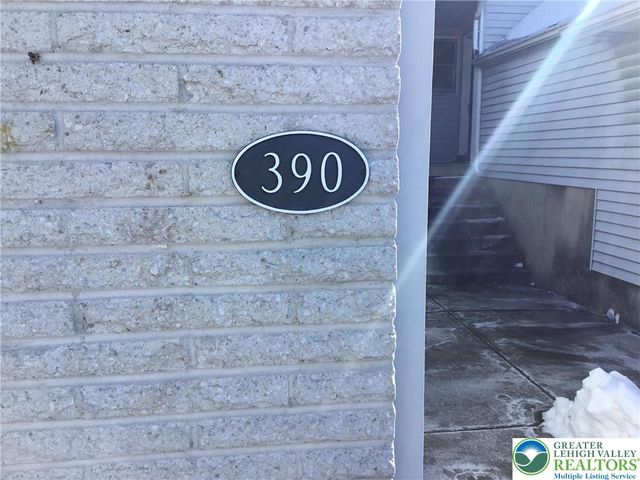 390
GREATER
LEHIGH VALLEY
REALTORS®
Multiple Listing Service